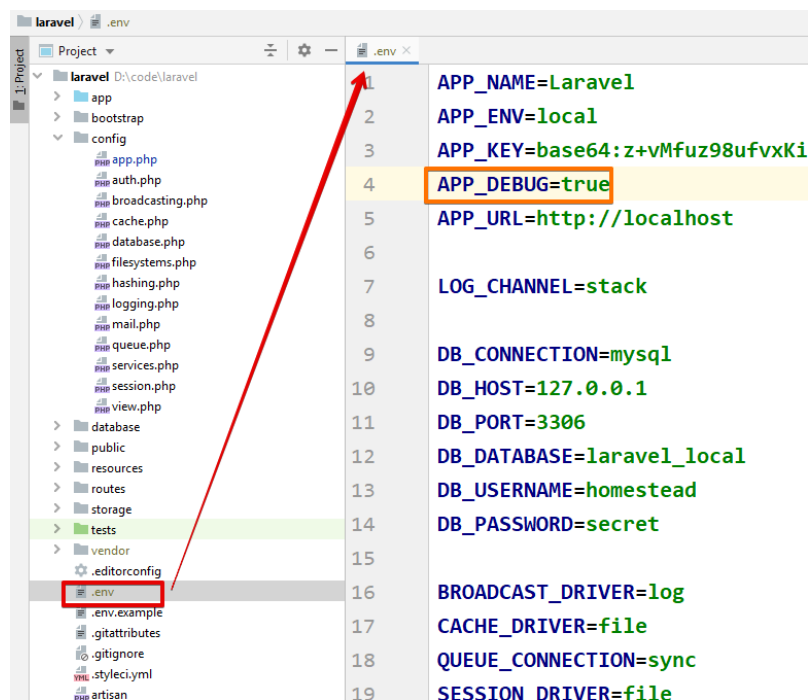 laravel .env
1: Project
Project
laravel D:\code\laravel
app
bootstrap
config
app.php
auth.php
broadcasting.php
cache.php
database.php
filesystems.php
hashing.php
logging.php
mail.php
queue.php
services.php
session.php
view.php
database
public
resources
routes
storage
tests
vendor
.editorconfig
.env
.env.example
.gitattributes
.gitignore
.styleci.yml
artisan
.env
1 APP_NAME=Laravel
2 APP_ENV=local
3 APP_KEY=base64:z+vMfuz98ufvxKi
4 APP_DEBUG=true
5 APP_URL=http://localhost
6
7 LOG_CHANNEL=stack
8
9 DB_CONNECTION=mysql
10 DB_HOST=127.0.0.1
11 DB_PORT=3306
12 DB_DATABASE=laravel_local
13 DB_USERNAME=homestead
14 DB_PASSWORD=secret
15
16 BROADCAST_DRIVER=log
17 CACHE_DRIVER=file
18 QUEUE_CONNECTION=sync
19 SESSION_DRIVER=file